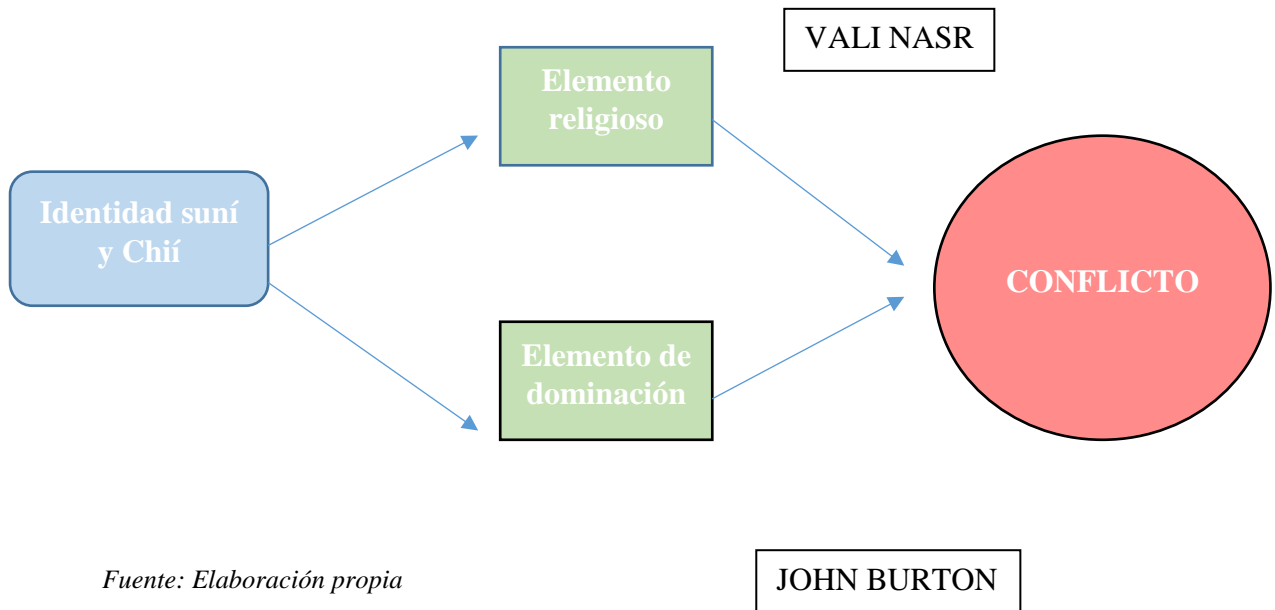 VALI NASR
Elemento
religioso
Identidad suní
y Chií
CONFLICTO
Elemento de
dominación
Fuente: Elaboración propia
JOHN BURTON